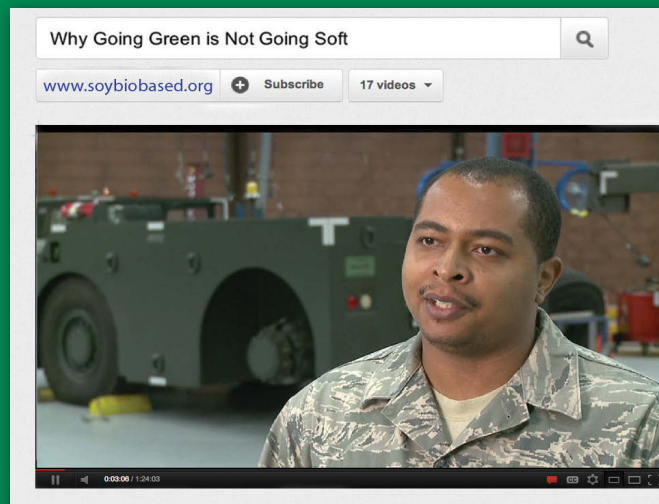 Why Going Green is Not Going Soft
www.soybiobased.org
Subscribe
17 videos
0:03:06 / 1:24:03
CC